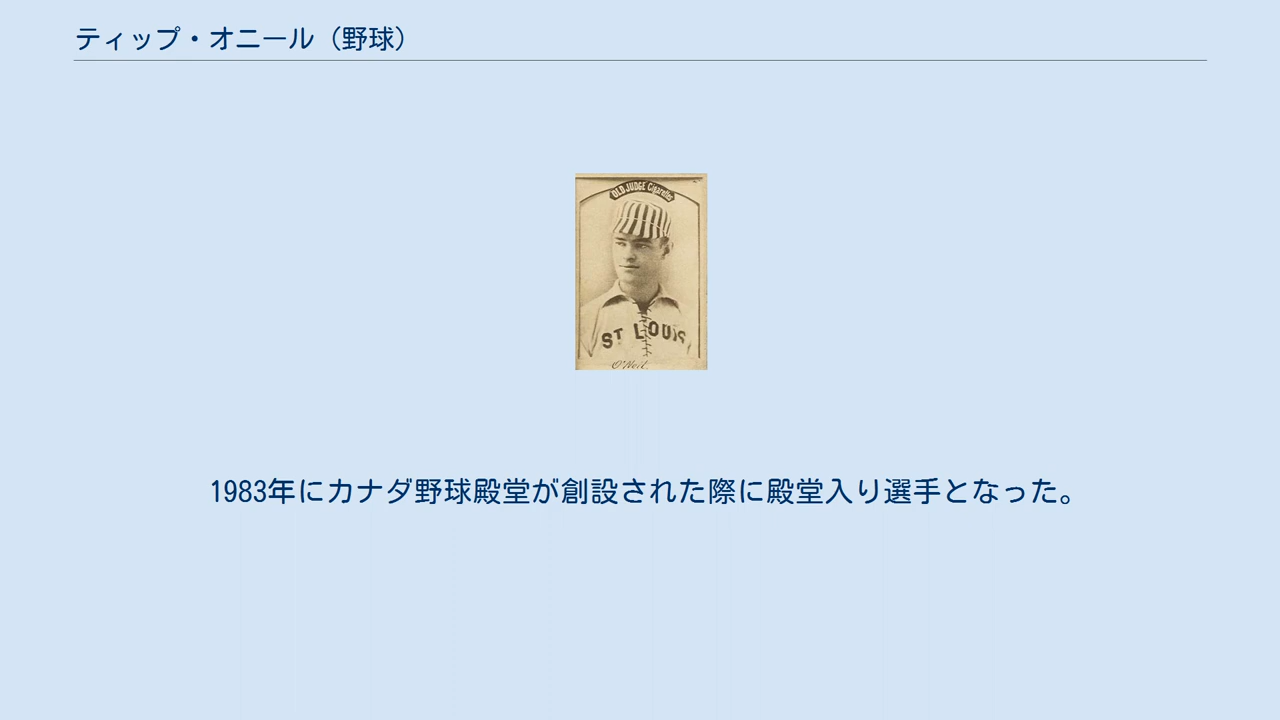 ティップ・オニール（野球）
OLD JUDGE Cigarettes
ST LOUIS
O'Neil.
1983年にカナダ野球殿堂が創設された際に殿堂入り選手となった。